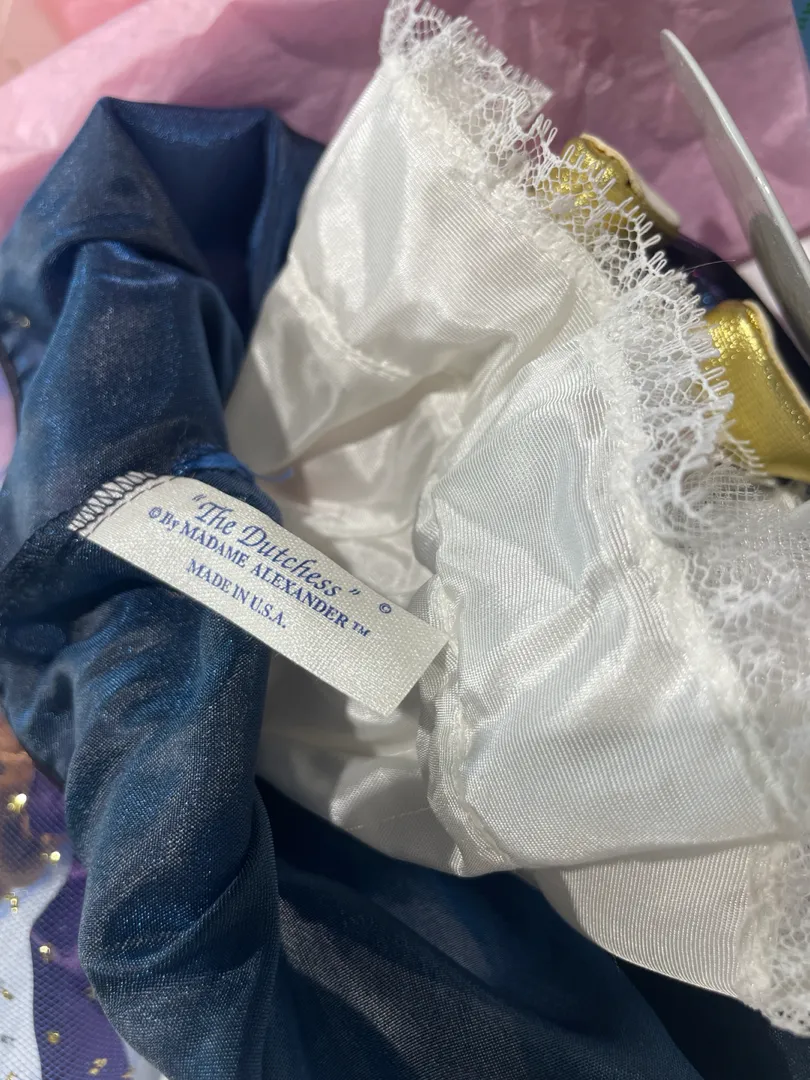 "The Dutchess" ©
©By MADAME ALEXANDER™
MADE IN U.S.A.